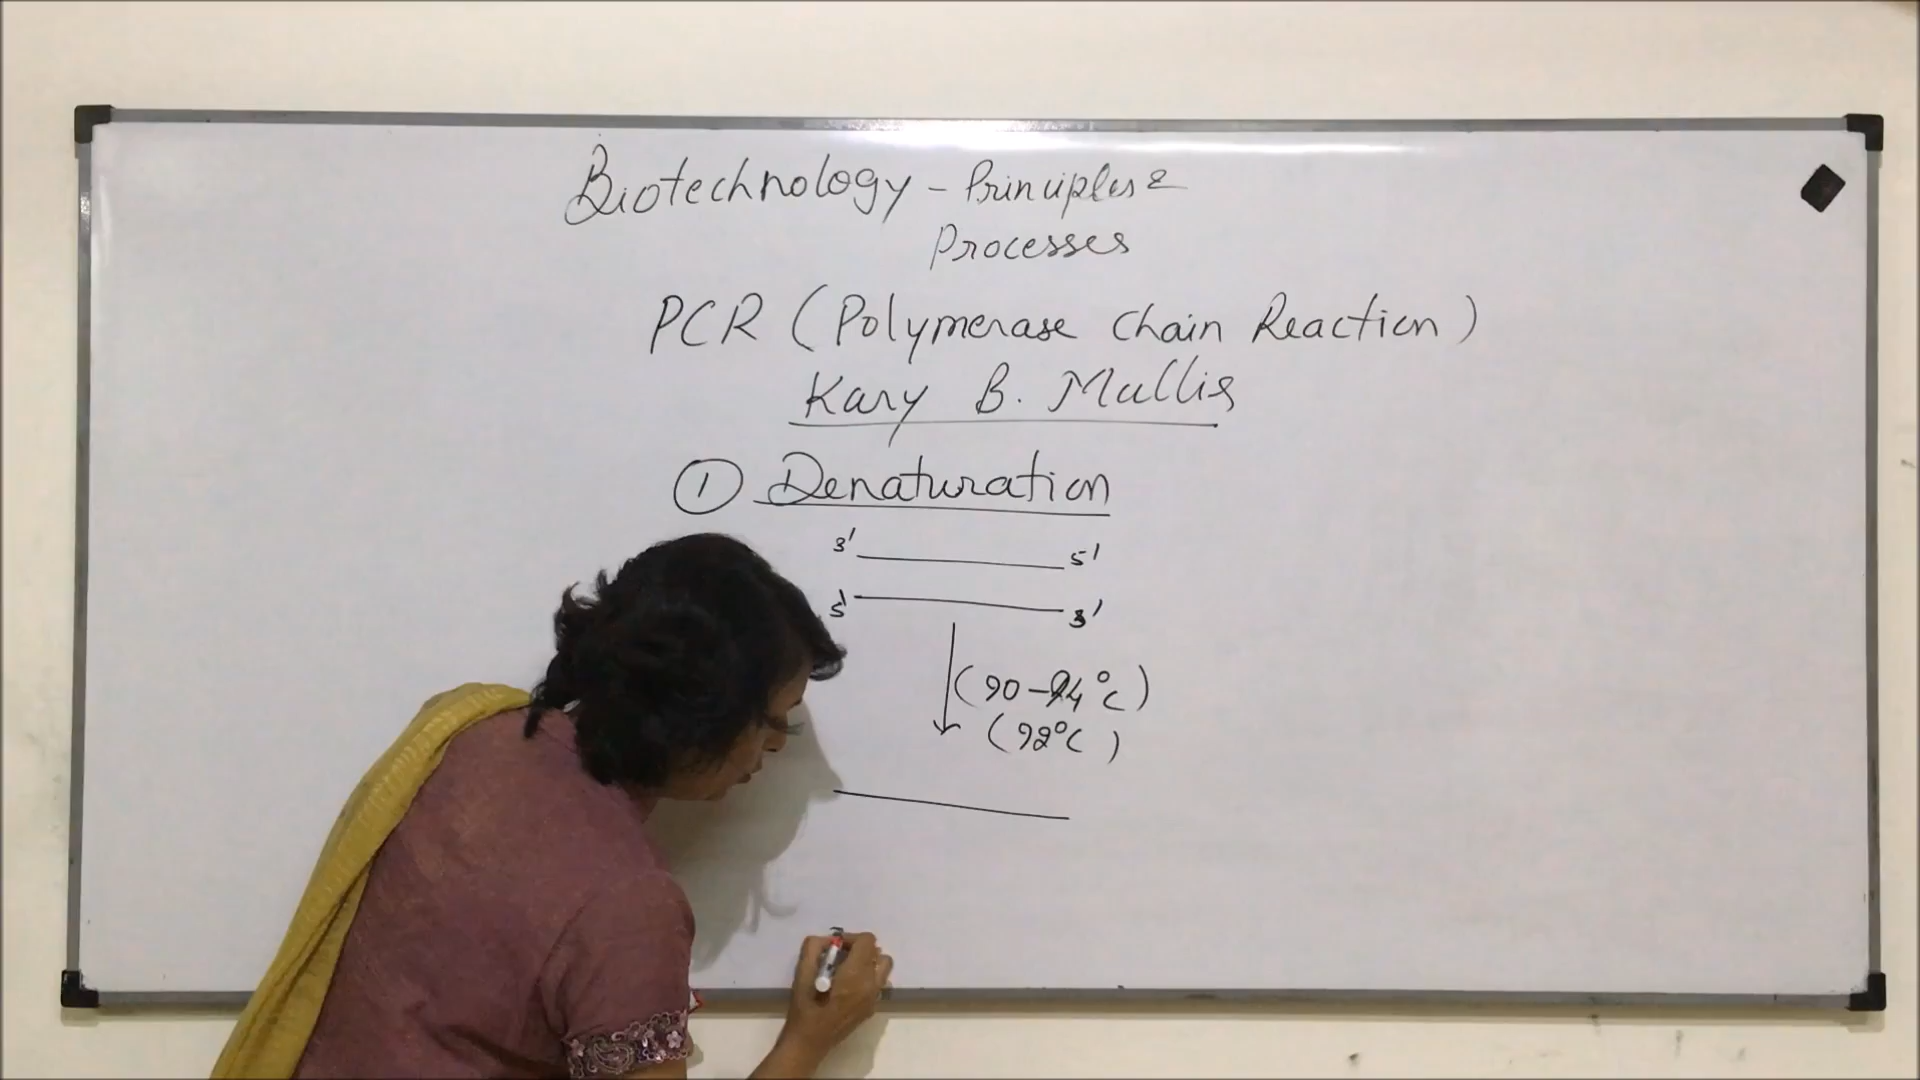 Biotechnology - Principles &
Processes
PCR (Polymerase Chain Reaction)
Kary B. Mullis
① Denaturation
3' 5'
5' 3'
(90-94°C)
(92°C)